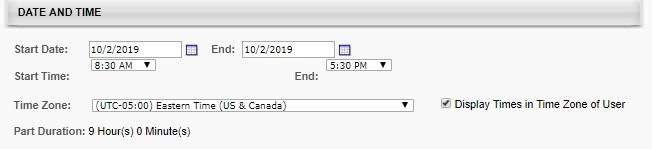 DATE AND TIME
Start Date: 10/2/2019 End: 10/2/2019
Start Time: 8:30 AM End: 5:30 PM
Time Zone: (UTC-05:00) Eastern Time (US & Canada) Display Times in Time Zone of User
Part Duration: 9 Hour(s) 0 Minute(s)